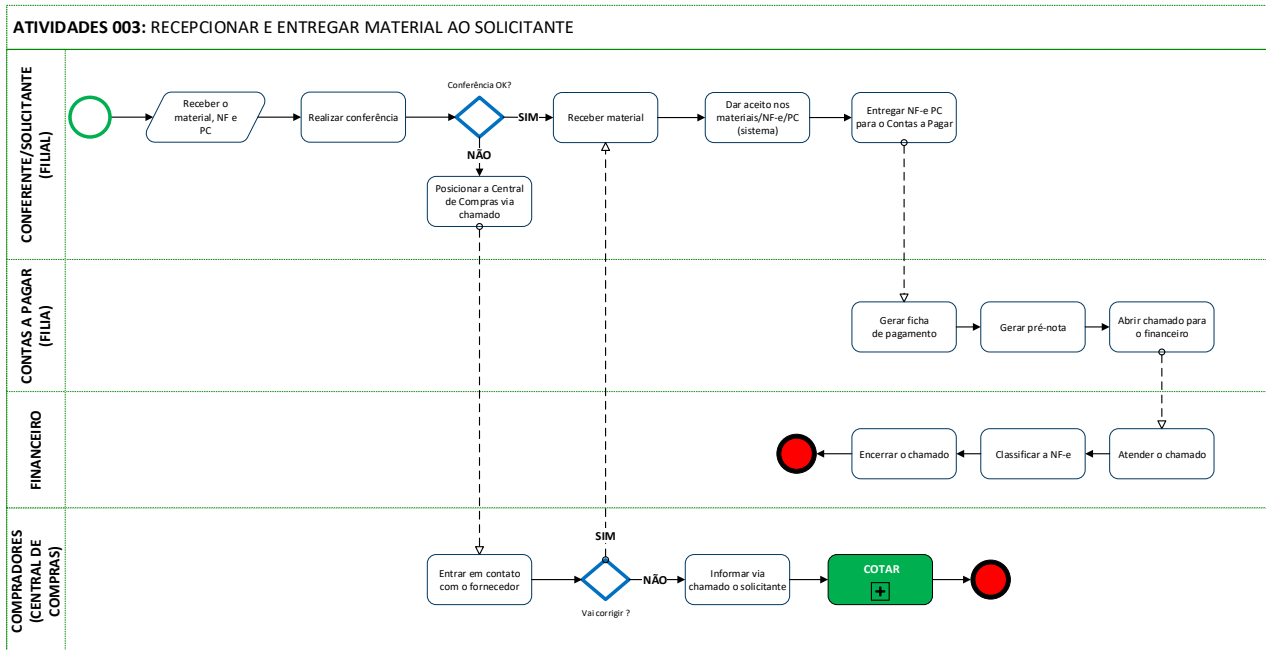 ATIVIDADES 003: RECEPCIONAR E ENTREGAR MATERIAL AO SOLICITANTE
CONFERENTE/SOLICITANTE
(FILIAL)
Receber o
material, NF e
PC
Realizar conferência
Conferência OK?
SIM
NÃO
Receber material
Dar aceito nos
materiais/NF-e/PC
(sistema)
Entregar NF-e PC
para o Contas a Pagar
Posicionar a Central
de Compras via
chamado
CONTAS A PAGAR
(FILIA)
Gerar ficha
de pagamento
Gerar pré-nota
Abrir chamado para
o financeiro
FINANCEIRO
Encerrar o chamado
Classificar a NF-e
Atender o chamado
COMPRADORES
(CENTRAL DE
COMPRAS)
Entrar em contato
com o fornecedor
SIM
NÃO
Vai corrigir ?
Informar via
chamado o solicitante
COTAR